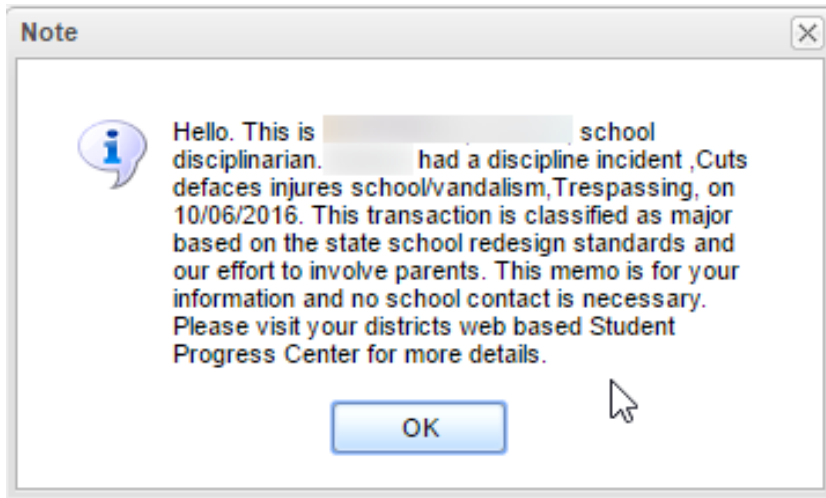 Note
Hello. This is school
disciplinarian. had a discipline incident ,Cuts
defaces injures school/vandalism,Trespassing, on
10/06/2016. This transaction is classified as major
based on the state school redesign standards and
our effort to involve parents. This memo is for your
information and no school contact is necessary.
Please visit your districts web based Student
Progress Center for more details.
OK